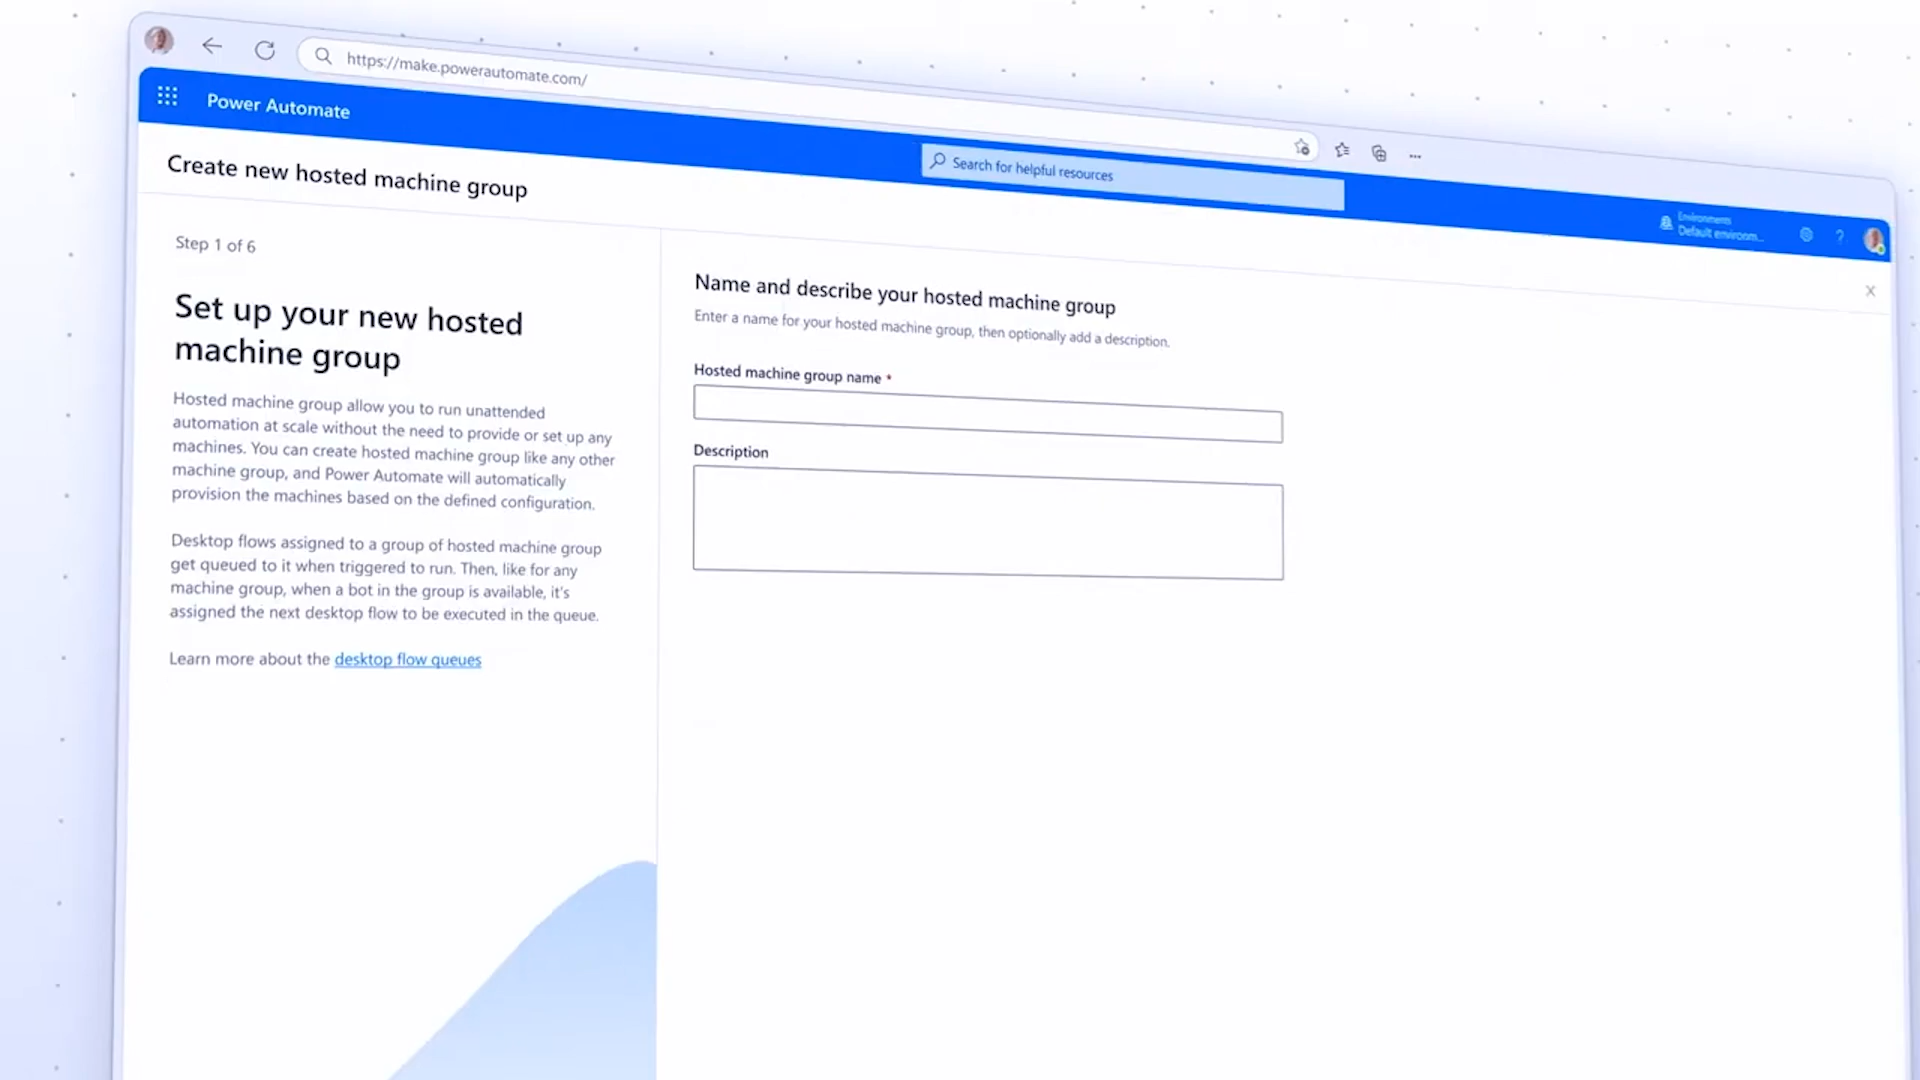 https://make.powerautomate.com/
Power Automate
Search for helpful resources
Environments
Default environm...
Create new hosted machine group
Step 1 of 6
Set up your new hosted
machine group
Hosted machine group allow you to run unattended
automation at scale without the need to provide or set up any
machines. You can create hosted machine group like any other
machine group, and Power Automate will automatically
provision the machines based on the defined configuration.
Desktop flows assigned to a group of hosted machine group
get queued to it when triggered to run. Then, like for any
machine group, when a bot in the group is available, it's
assigned the next desktop flow to be executed in the queue.
Learn more about the desktop flow queues
Name and describe your hosted machine group
Enter a name for your hosted machine group, then optionally add a description.
Hosted machine group name *
Description